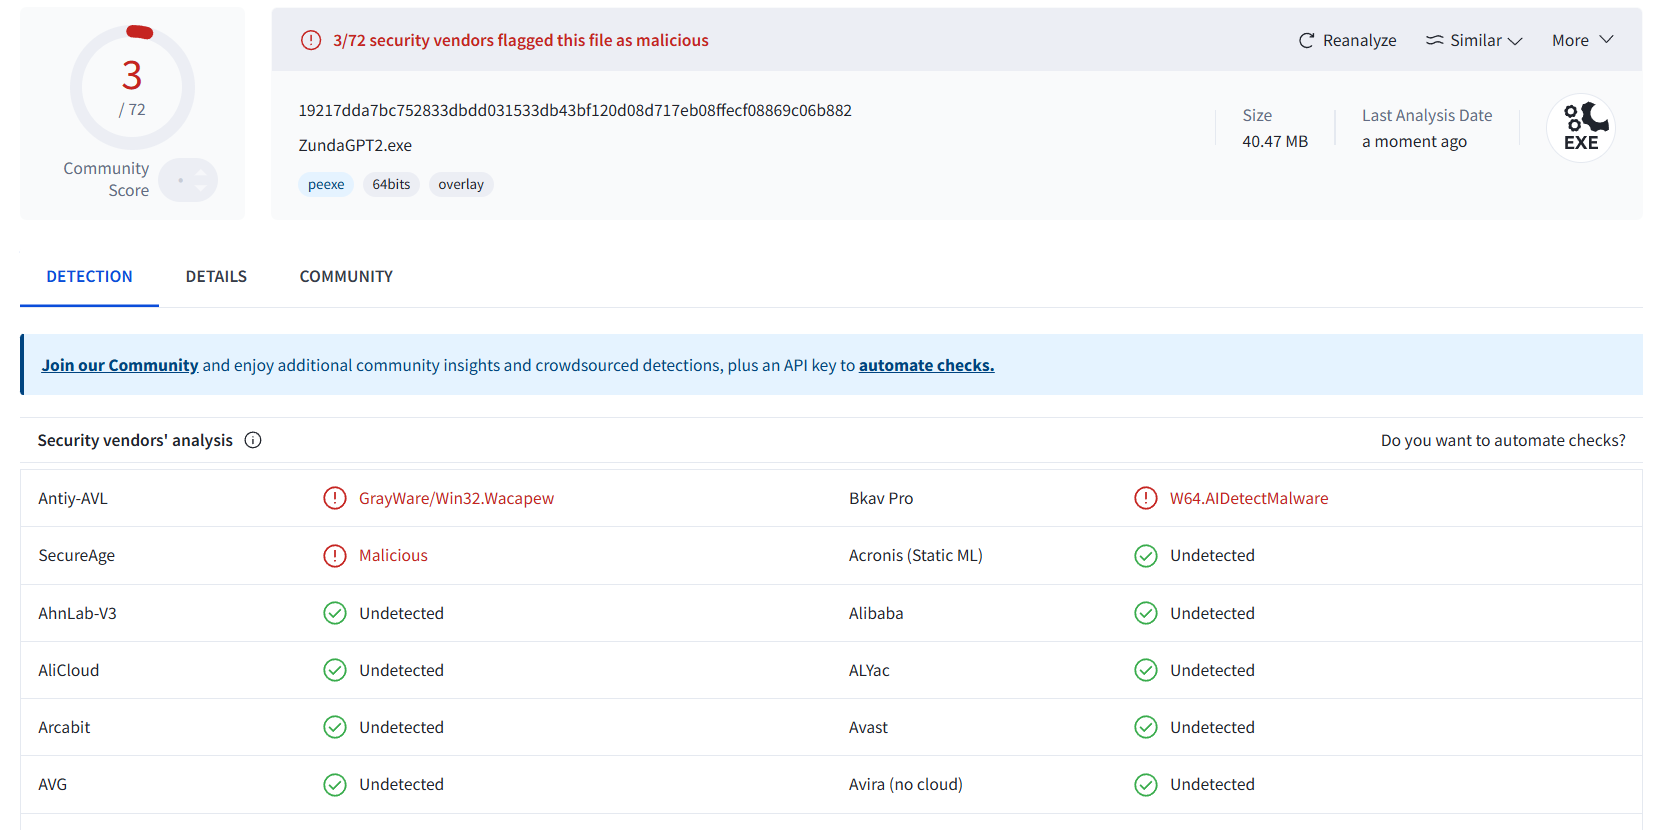 3
/ 72
Community
Score
3/72 security vendors flagged this file as malicious
Reanalyze
Similar
More
19217dda7bc752833dbdd031533db43bf120d08d717eb08ffecf08869c06b882
ZundaGPT2.exe
peexe
64bits
overlay
Size
40.47 MB
Last Analysis Date
a moment ago
EXE
DETECTION
DETAILS
COMMUNITY
Join our Community and enjoy additional community insights and crowdsourced detections, plus an API key to automate checks.
Security vendors' analysis
Do you want to automate checks?
Antiy-AVL
GrayWare/Win32.Wacapew
Bkav Pro
W64.AIDetectMalware
SecureAge
Malicious
Acronis (Static ML)
Undetected
AhnLab-V3
Undetected
Alibaba
Undetected
AliCloud
Undetected
ALYac
Undetected
Arcabit
Undetected
Avast
Undetected
AVG
Undetected
Avira (no cloud)
Undetected